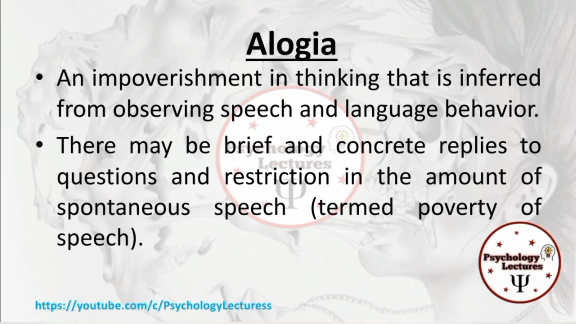 Alogia
• An impoverishment in thinking that is inferred
from observing speech and language behavior.
• There may be brief and concrete replies to
questions and restriction in the amount of
spontaneous speech (termed poverty of
speech).
Psychology
Lectures
Ψ
Psychology
Lectures
Ψ
https://youtube.com/c/PsychologyLecturess